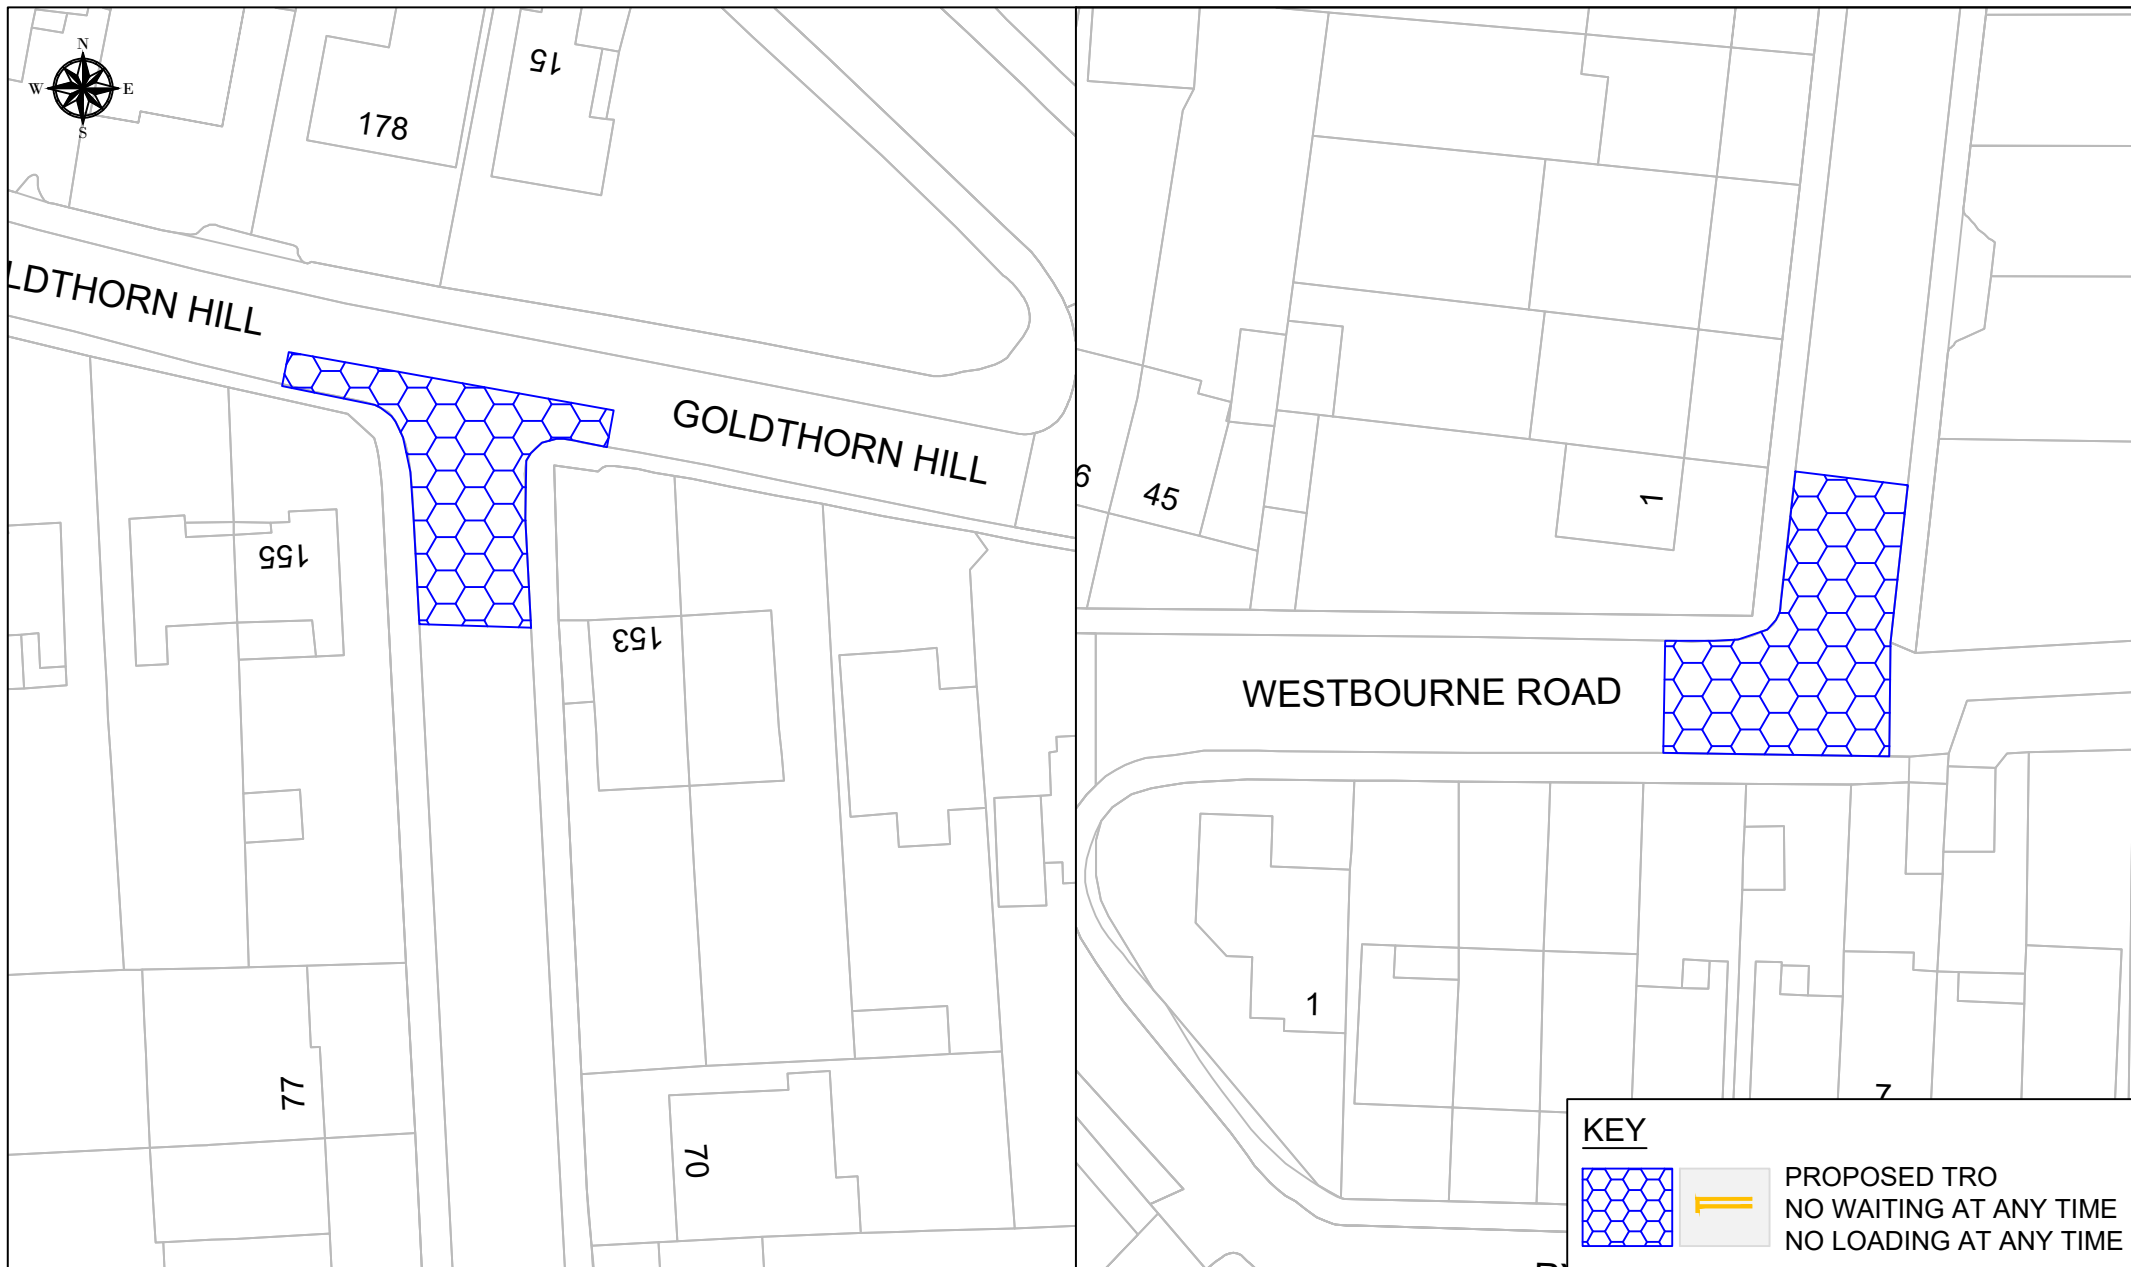 N
W E
S
178
15
LDTHORN HILL
GOLDTHORN HILL
155
153
77
70
6
45
1
WESTBOURNE ROAD
1
7
KEY
PROPOSED TRO
NO WAITING AT ANY TIME
NO LOADING AT ANY TIME